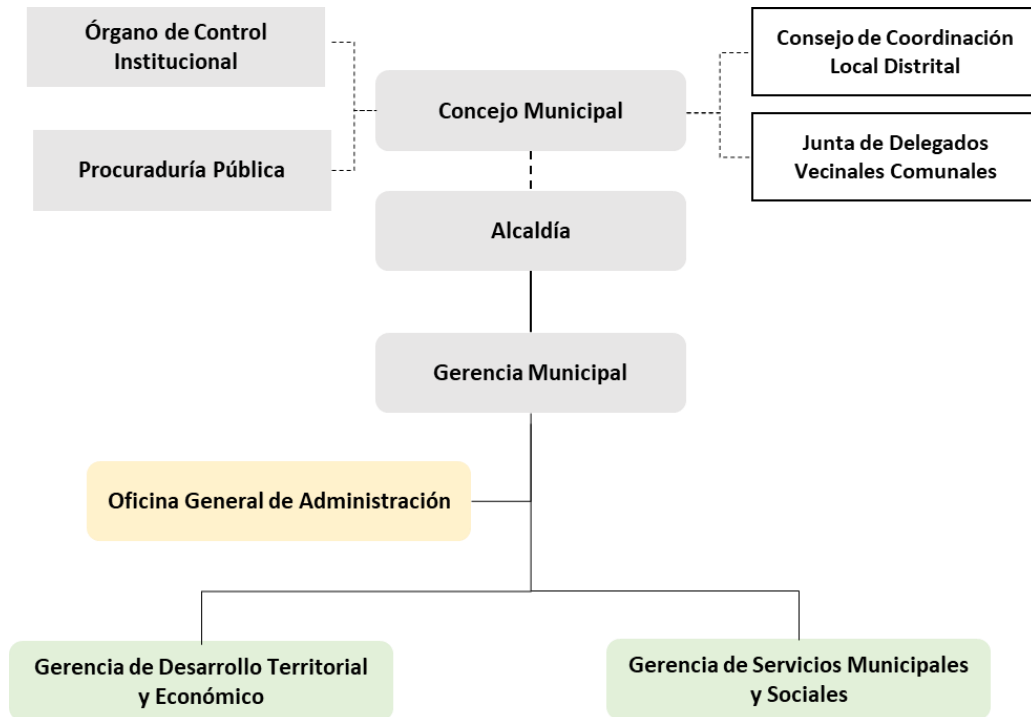 Órgano de Control
Institucional
Consejo de Coordinación
Local Distrital
Concejo Municipal
Procuraduría Pública
Junta de Delegados
Vecinales Comunales
Alcaldía
Gerencia Municipal
Oficina General de Administración
Gerencia de Desarrollo Territorial
y Económico
Gerencia de Servicios Municipales
y Sociales